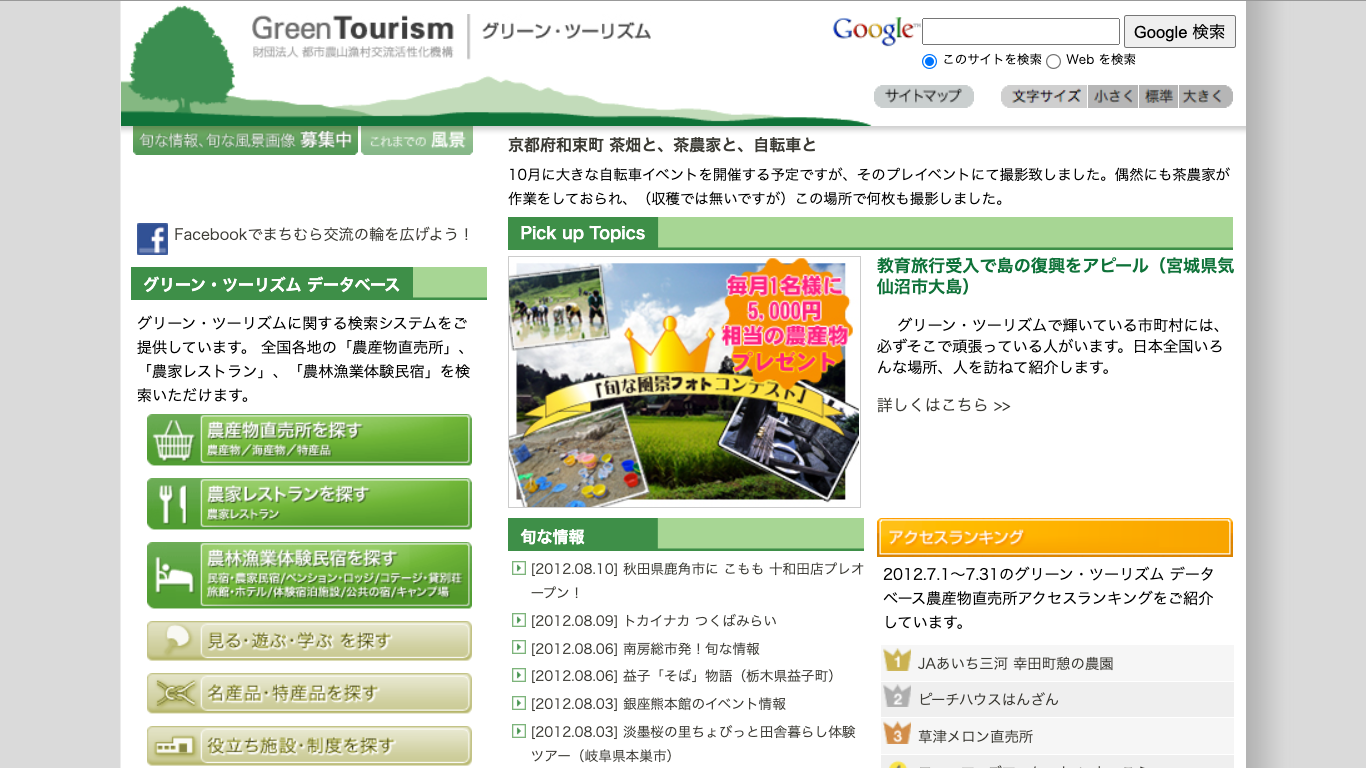 GreenTourism グリーン・ツーリズム
財団法人 都市農山漁村交流活性化機構
Google™ Google 検索
このサイトを検索 Web を検索
サイトマップ 文字サイズ 小さく 標準 大きく
旬な情報、旬な風景画像 募集中 これまでの 風景
Facebookでまちむら交流の輪を広げよう！
グリーン・ツーリズム データベース
グリーン・ツーリズムに関する検索システムをご
提供しています。 全国各地の「農産物直売所」、
「農家レストラン」、「農林漁業体験民宿」を検
索いただけます。
農産物直売所を探す
農産物／海産物／特産品
農家レストランを探す
農家レストラン
農林漁業体験民宿を探す
民宿・農家民宿/ペンション・ロッジ/コテージ・貸別荘
旅館・ホテル/体験宿泊施設/公共の宿/キャンプ場
見る・遊ぶ・学ぶ を探す
名産品・特産品を探す
役立ち施設・制度を探す
京都府和束町 茶畑と、茶農家と、自転車と
10月に大きな自転車イベントを開催する予定ですが、そのプレイベントにて撮影致しました。偶然にも茶農家が
作業をしておられ、（収穫では無いですが）この場所で何枚も撮影しました。
Pick up Topics
毎月1名様に
5,000円
相当の農産物
プレゼント
「旬な風景フォトコンテスト」
教育旅行受入で島の復興をアピール（宮城県気
仙沼市大島）
グリーン・ツーリズムで輝いている市町村には、
必ずそこで頑張っている人がいます。日本全国いろ
んな場所、人を訪ねて紹介します。
詳しくはこちら >>
旬な情報
[2012.08.10] 秋田県鹿角市に こもも 十和田店プレオ
ープン！
[2012.08.09] トカイナカ つくばみらい
[2012.08.06] 南房総市発！旬な情報
[2012.08.06] 益子「そば」物語（栃木県益子町）
[2012.08.03] 銀座熊本館のイベント情報
[2012.08.03] 淡墨桜の里ちょぴっと田舎暮らし体験
ツアー（岐阜県本巣市）
アクセスランキング
2012.7.1～7.31のグリーン・ツーリズム データ
ベース農産物直売所アクセスランキングをご紹介
しています。
1 JAあいち三河 幸田町憩の農園
2 ピーチハウスはんざん
3 草津メロン直売所